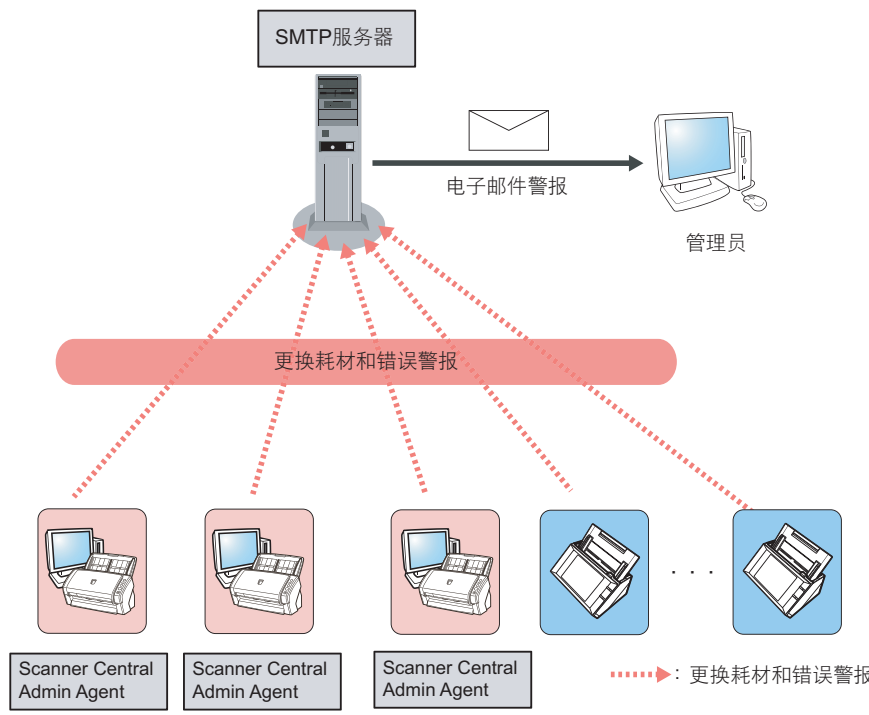 SMTP服务器
电子邮件警报
管理员
更换耗材和错误警报
. . .
Scanner Central
Admin Agent
Scanner Central
Admin Agent
Scanner Central
Admin Agent
: 更换耗材和错误警报